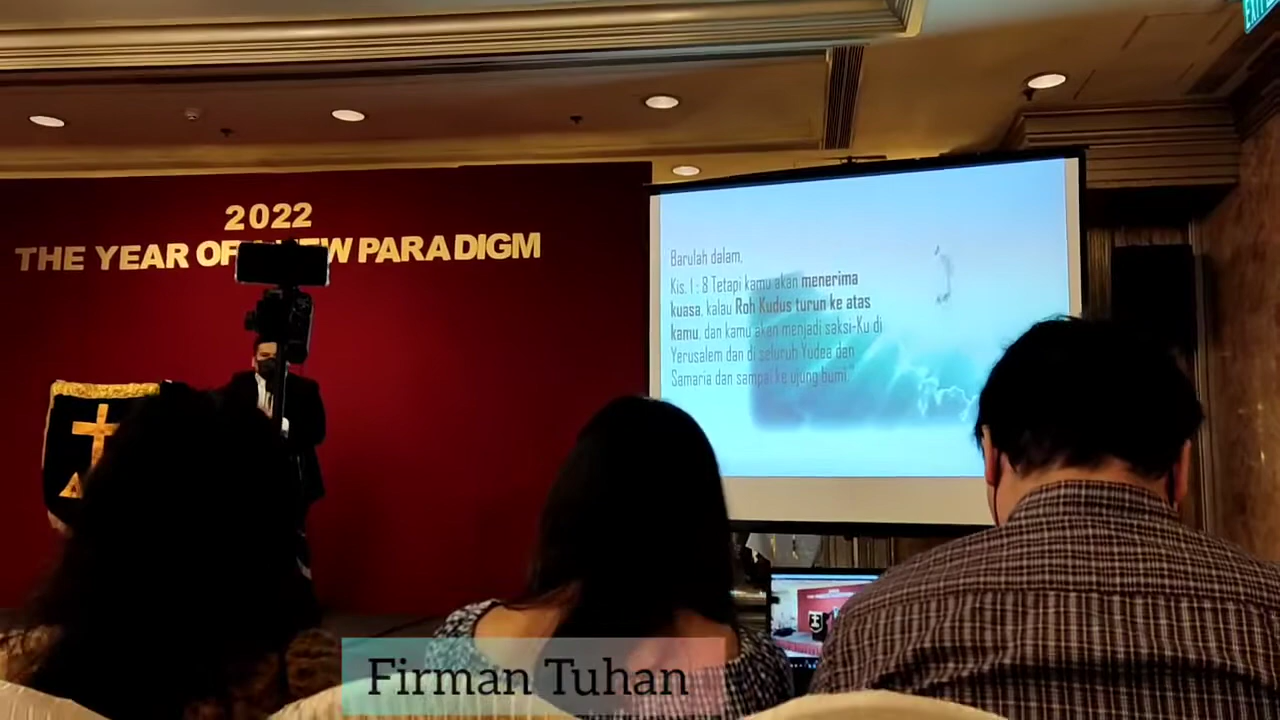 2022
THE YEAR OF A NEW PARADIGM
Barulah dalam,
Kis. 1 : 8 Tetapi kamu akan menerima
kuasa, kalau Roh Kudus turun ke atas
kamu, dan kamu akan menjadi saksi-Ku di
Yerusalem dan di seluruh Yudea dan
Samaria dan sampai ke ujung bumi."
Firman Tuhan